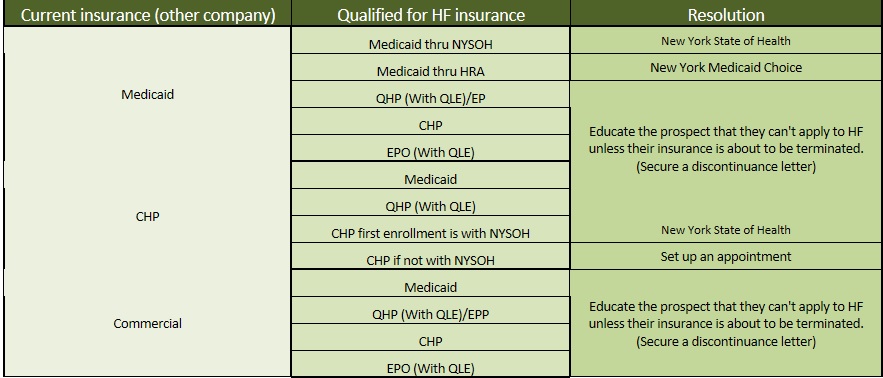 Current insurance (other company) Qualified for HF insurance Resolution
Medicaid thru NYSOH New York State of Health
Medicaid thru HRA New York Medicaid Choice
Medicaid
QHP (With QLE)/EP
CHP
EPO (With QLE)
Medicaid
QHP (With QLE)
Educate the prospect that they can't apply to HF
unless their insurance is about to be terminated.
(Secure a discontinuance letter)
CHP
CHP first enrollment is with NYSOH New York State of Health
CHP if not with NYSOH Set up an appointment
Commercial
Medicaid
QHP (With QLE)/EPP
CHP
EPO (With QLE)
Educate the prospect that they can't apply to HF
unless their insurance is about to be terminated.
(Secure a discontinuance letter)